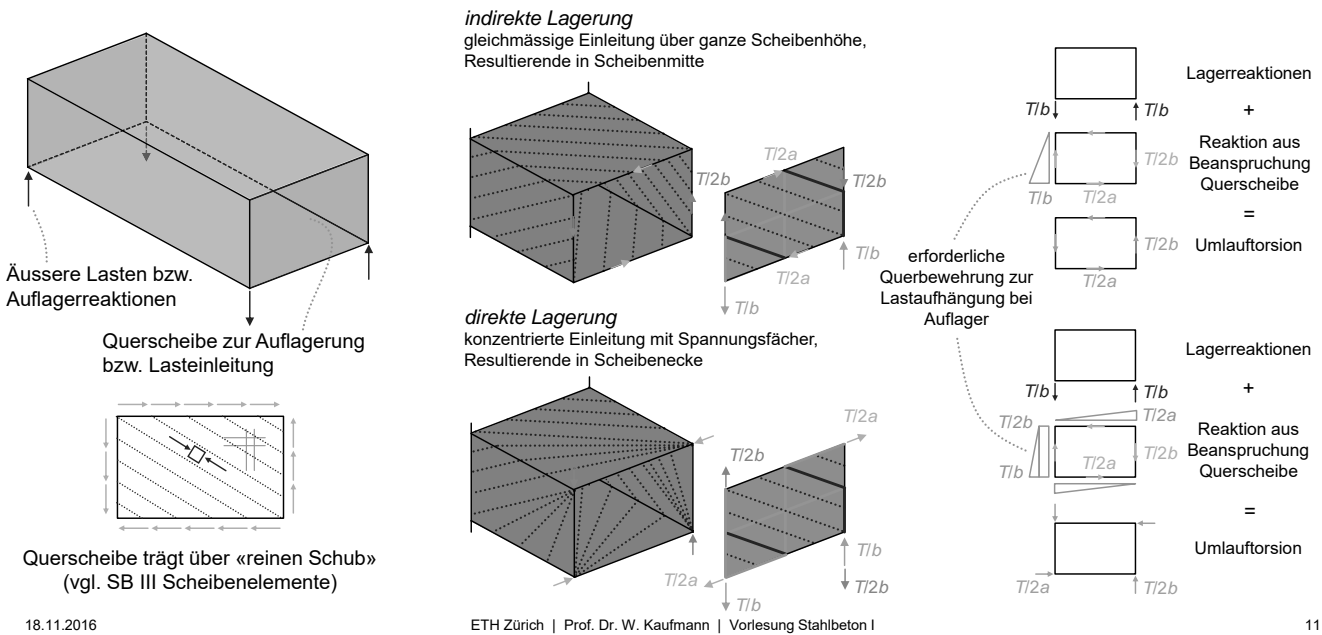 Äussere Lasten bzw.
Auflagerreaktionen
Querscheibe zur Auflagerung
bzw. Lasteinleitung
Querscheibe trägt über «reinen Schub»
(vgl. SB III Scheibenelemente)
indirekte Lagerung
gleichmässige Einleitung über ganze Scheibenhöhe,
Resultierende in Scheibenmitte
T/2b
T/2a
T/2a
T/b
T/b
direkte Lagerung
konzentrierte Einleitung mit Spannungsfächer,
Resultierende in Scheibenecke
T/2b
T/2a
T/2a
T/b
T/b
T/2b
erforderliche
Querbewehrung zur
Lastaufhängung bei
Auflager
Lagerreaktionen
T/b
T/b
+
Reaktion aus
Beanspruchung
Querscheibe
T/2b
T/b
T/2a
=
Umlauftorsion
T/2b
T/2a
Lagerreaktionen
T/b
T/b
+
T/2b
T/2a
Reaktion aus
Beanspruchung
Querscheibe
T/2b
T/b
T/2a
=
Umlauftorsion
T/2a
T/2b
18.11.2016
ETH Zürich | Prof. Dr. W. Kaufmann | Vorlesung Stahlbeton I
11